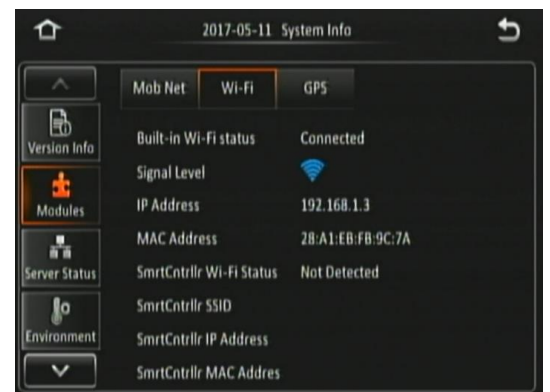 2017-05-11 System Info
Mob Net Wi-Fi GPS
Version Info
Modules
Server Status
Environment
Built-in Wi-Fi status Connected
Signal Level
IP Address 192.168.1.3
MAC Address 28:A1:EB:FB:9C:7A
SmrtCntrllr Wi-Fi Status Not Detected
SmrtCntrllr SSID
SmrtCntrllr IP Address
SmrtCntrllr MAC Addres